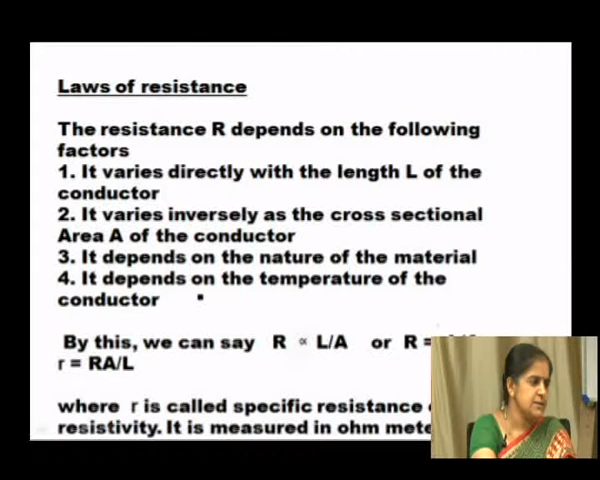 Laws of resistance
The resistance R depends on the following
factors
1. It varies directly with the length L of the
conductor
2. It varies inversely as the cross sectional
Area A of the conductor
3. It depends on the nature of the material
4. It depends on the temperature of the
conductor
By this, we can say R ∝ L/A or R =
r = RA/L
where r is called specific resistance
resistivity. It is measured in ohm